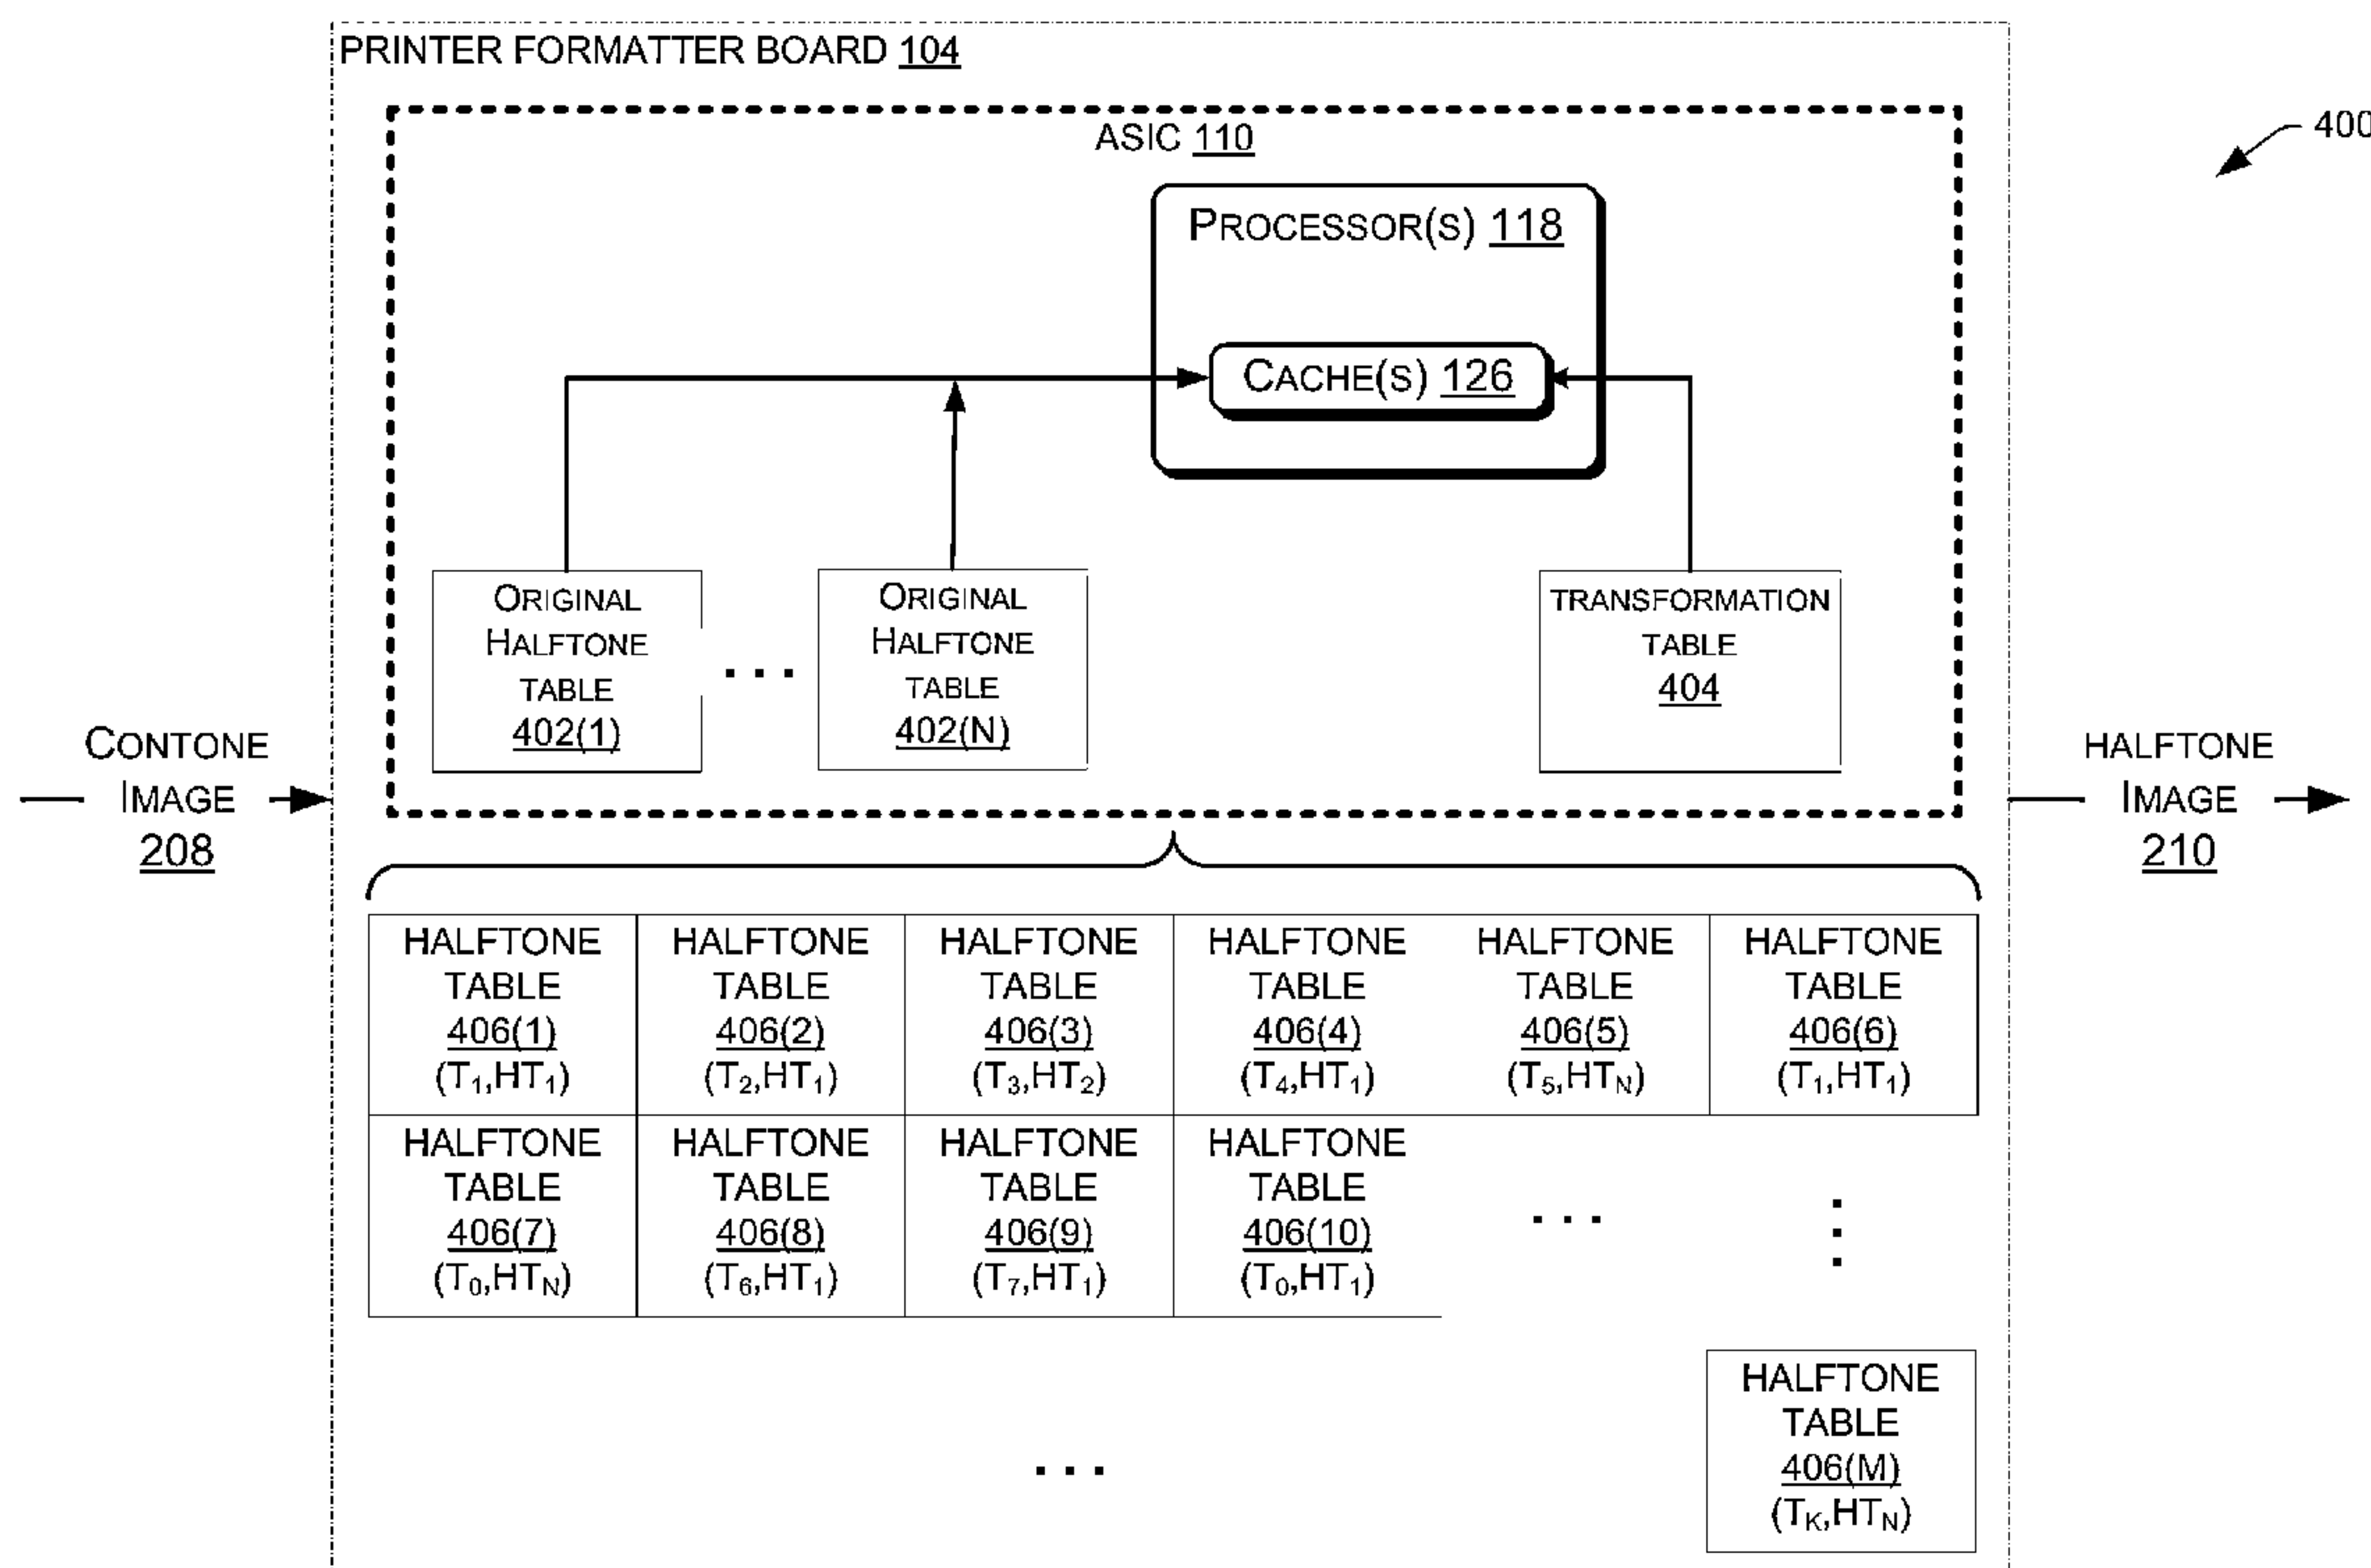 PRINTER FORMATTER BOARD 104
ASIC 110
400
PROCESSOR(S) 118
CACHE(S) 126
ORIGINAL
HALFTONE
TABLE
402(1)
...
ORIGINAL
HALFTONE
TABLE
402(N)
TRANSFORMATION
TABLE
404
CONTONE
IMAGE
208
HALFTONE
IMAGE
210
HALFTONE
TABLE
406(1)
(T1,HT1)
HALFTONE
TABLE
406(2)
(T2,HT1)
HALFTONE
TABLE
406(3)
(T3,HT2)
HALFTONE
TABLE
406(4)
(T4,HT1)
HALFTONE
TABLE
406(5)
(T5,HTN)
HALFTONE
TABLE
406(6)
(T1,HT1)
HALFTONE
TABLE
406(7)
(T0,HTN)
HALFTONE
TABLE
406(8)
(T6,HT1)
HALFTONE
TABLE
406(9)
(T7,HT1)
HALFTONE
TABLE
406(10)
(T0,HT1)
...
...
...
HALFTONE
TABLE
406(M)
(TK,HTN)